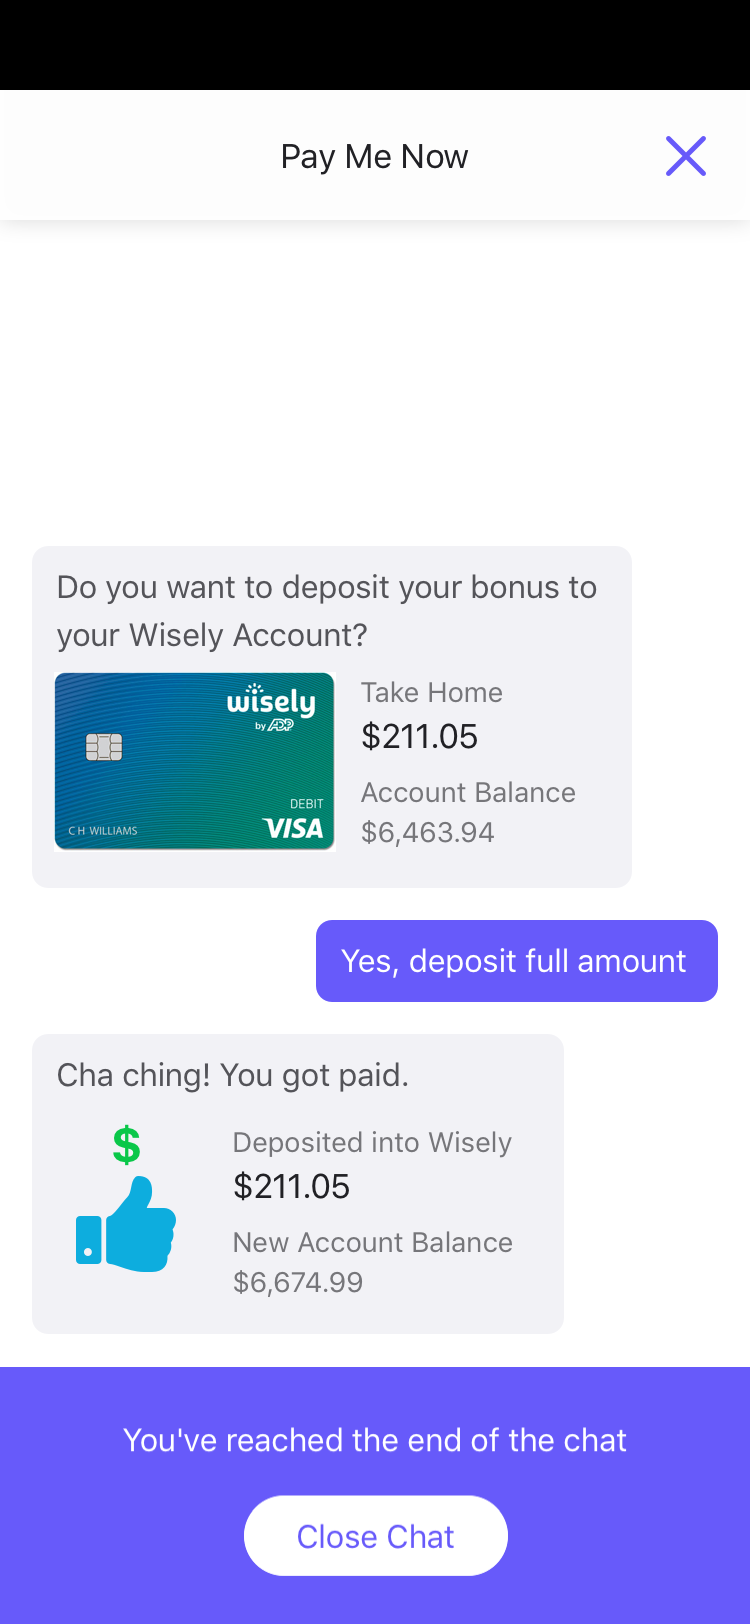 Pay Me Now
Do you want to deposit your bonus to
your Wisely Account?
wisely
by ADP
DEBIT
C H WILLIAMS
VISA
Take Home
$211.05
Account Balance
$6,463.94
Yes, deposit full amount
Cha ching! You got paid.
$
Deposited into Wisely
$211.05
New Account Balance
$6,674.99
You've reached the end of the chat
Close Chat